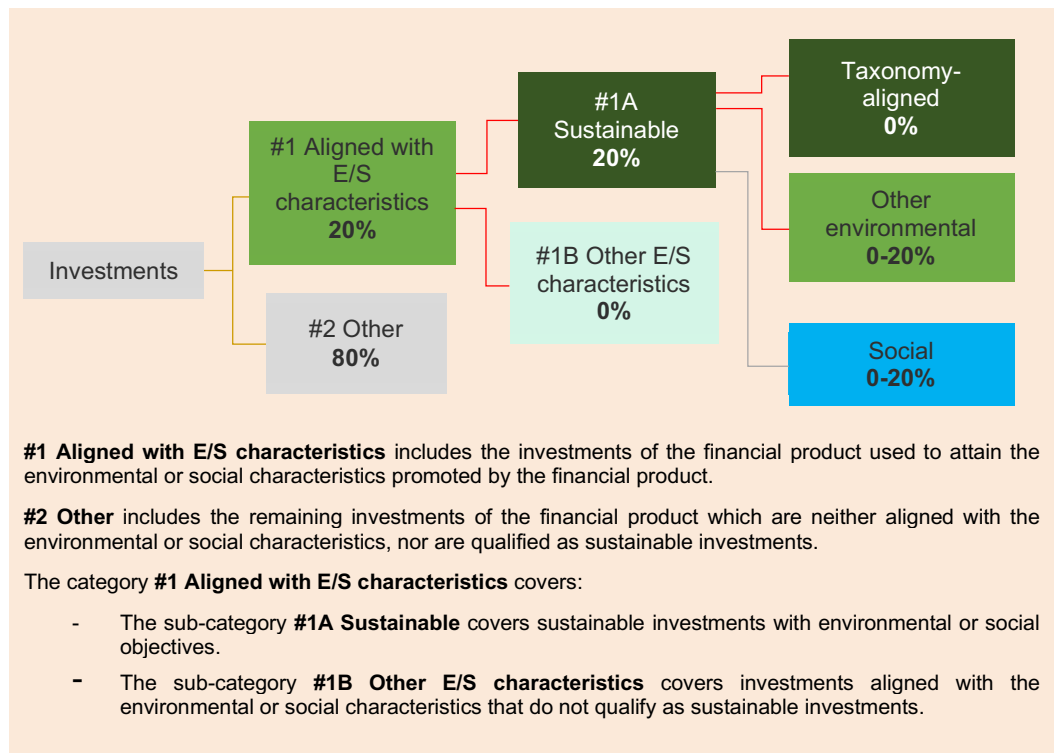 Investments
#1 Aligned with
E/S
characteristics
20%
#2 Other
80%
#1A
Sustainable
20%
#1B Other E/S
characteristics
0%
Taxonomy-
aligned
0%
Other
environmental
0-20%
Social
0-20%
#1 Aligned with E/S characteristics includes the investments of the financial product used to attain the
environmental or social characteristics promoted by the financial product.
#2 Other includes the remaining investments of the financial product which are neither aligned with the
environmental or social characteristics, nor are qualified as sustainable investments.
The category #1 Aligned with E/S characteristics covers:
- The sub-category #1A Sustainable covers sustainable investments with environmental or social
objectives.
- The sub-category #1B Other E/S characteristics covers investments aligned with the
environmental or social characteristics that do not qualify as sustainable investments.